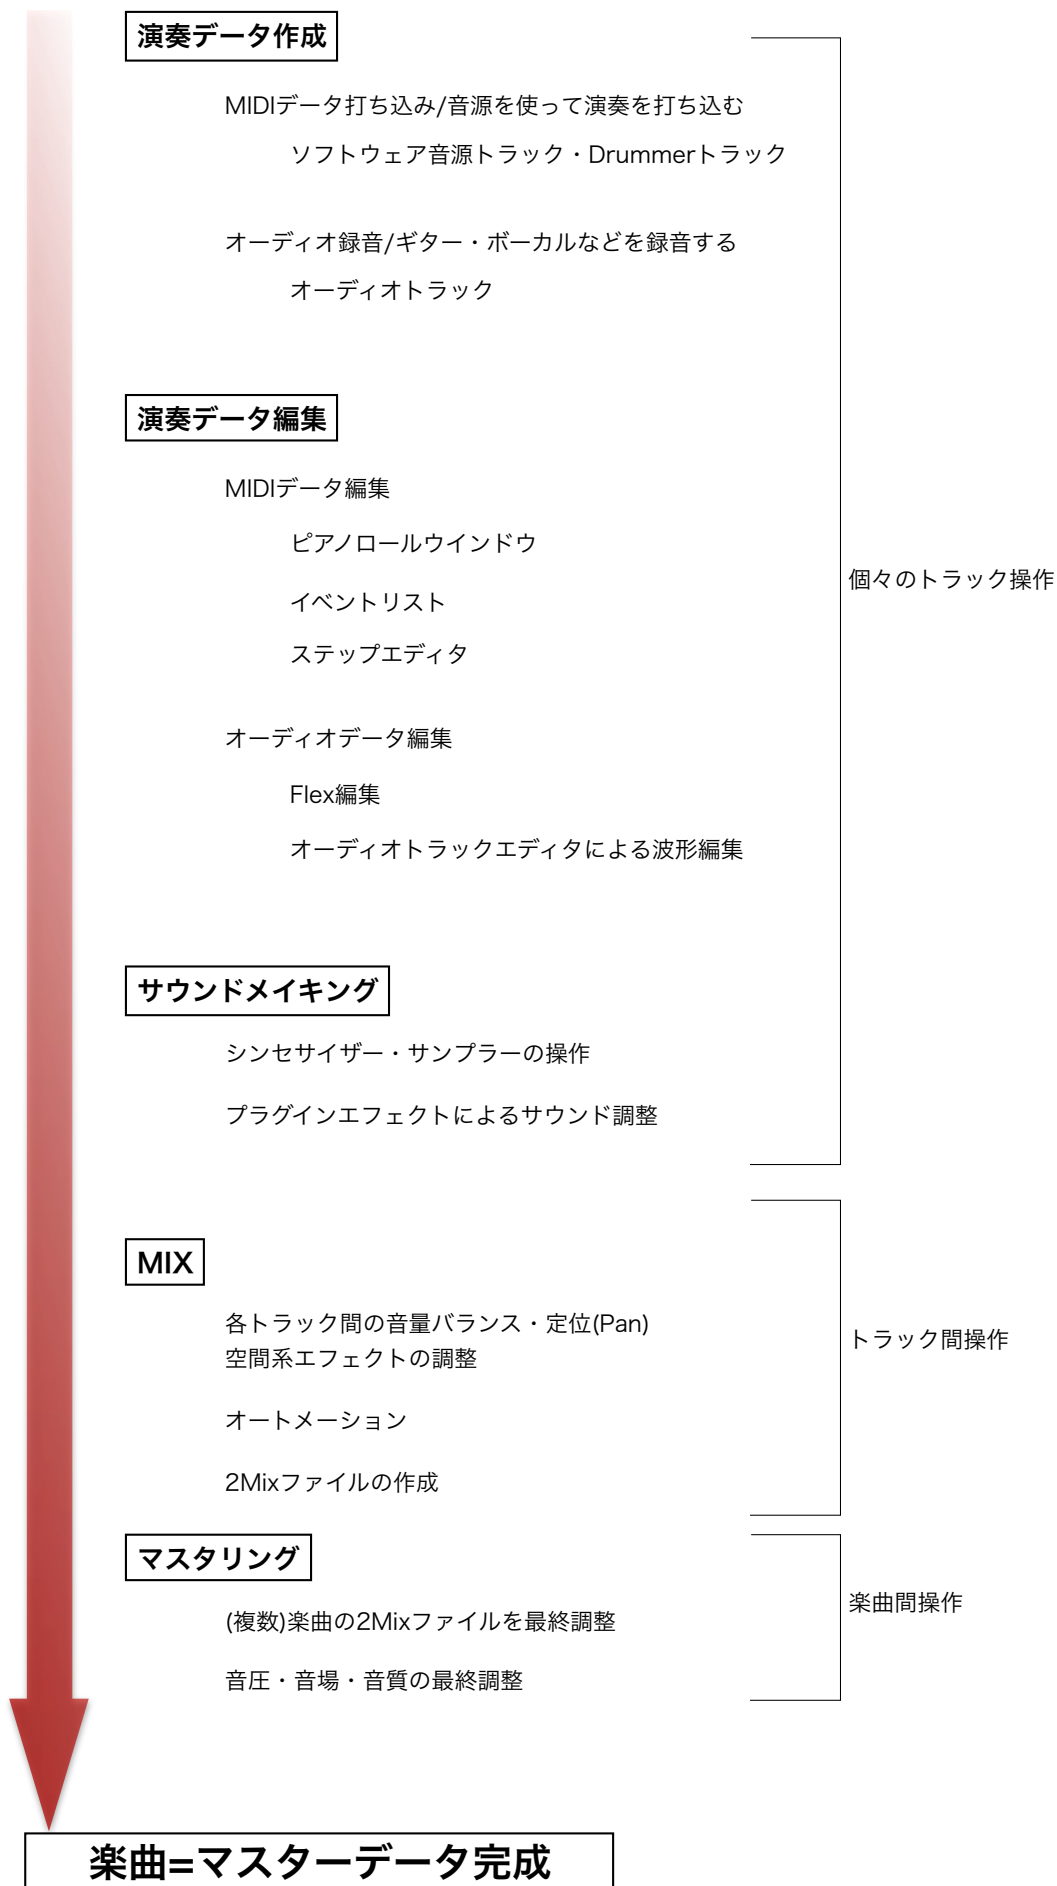 演奏データ作成
MIDIデータ打ち込み/音源を使って演奏を打ち込む
ソフトウェア音源トラック・Drummerトラック
オーディオ録音/ギター・ボーカルなどを録音する
オーディオトラック
演奏データ編集
MIDIデータ編集
ピアノロールウインドウ
イベントリスト
ステップエディタ
オーディオデータ編集
Flex編集
オーディオトラックエディタによる波形編集
サウンドメイキング
シンセサイザー・サンプラーの操作
プラグインエフェクトによるサウンド調整
個々のトラック操作
MIX
各トラック間の音量バランス・定位(Pan)
空間系エフェクトの調整
オートメーション
2Mixファイルの作成
トラック間操作
マスタリング
(複数)楽曲の2Mixファイルを最終調整
音圧・音場・音質の最終調整
楽曲間操作
楽曲=マスターデータ完成